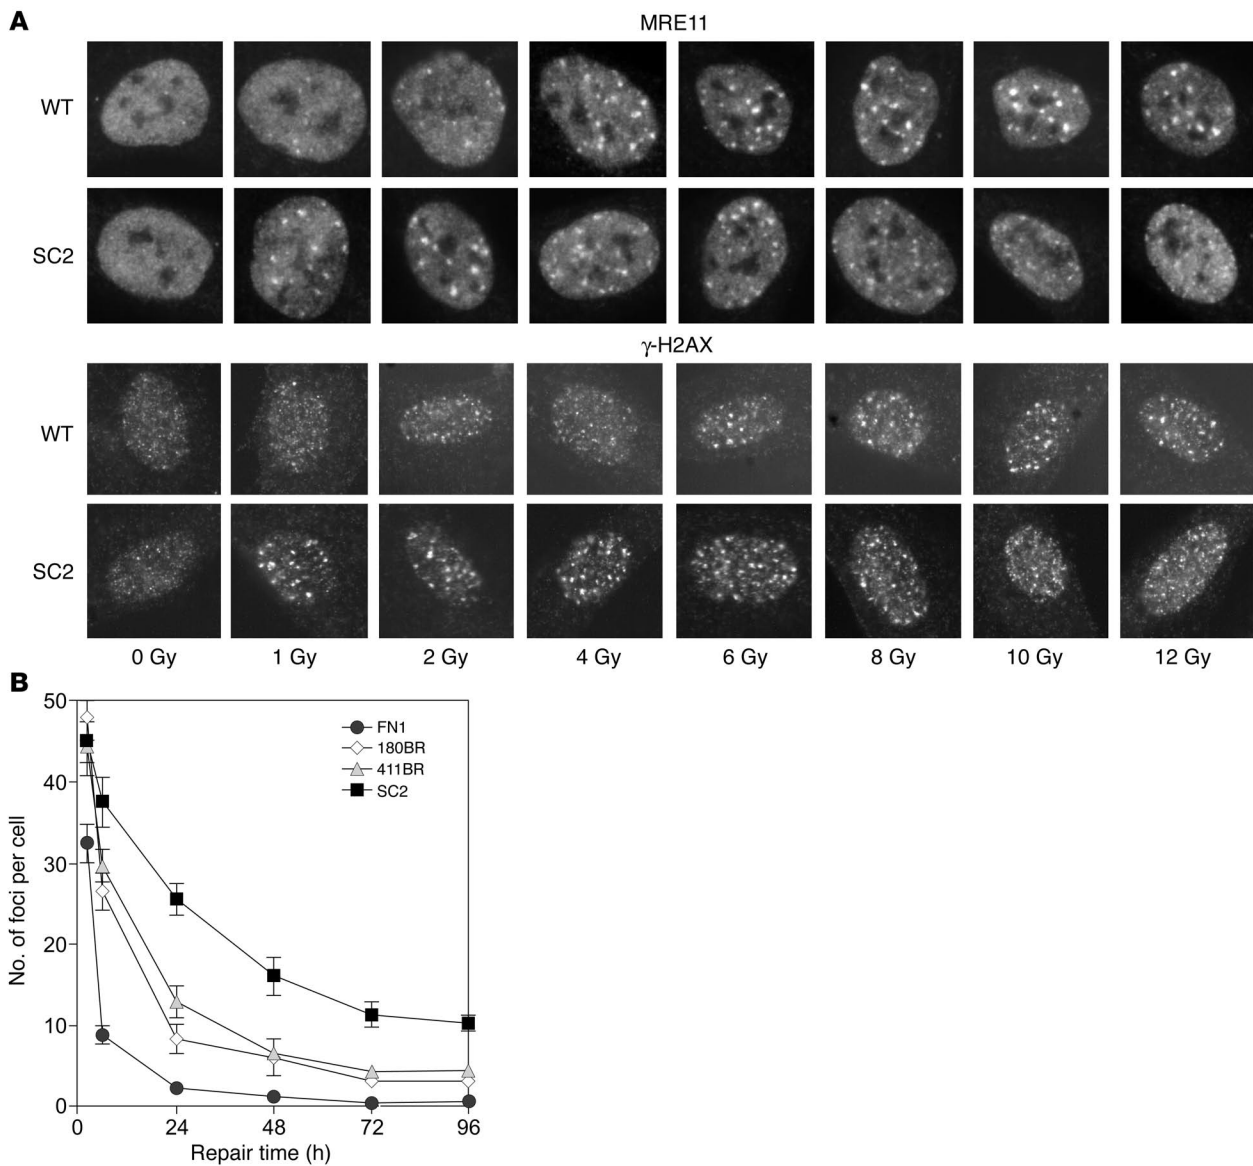 A
MRE11
WT
SC2
γ-H2AX
WT
SC2
0 Gy 1 Gy 2 Gy 4 Gy 6 Gy 8 Gy 10 Gy 12 Gy
B
50
40
30
20
10
0
No. of foci per cell
FN1
180BR
411BR
SC2
0 24 48 72 96
Repair time (h)